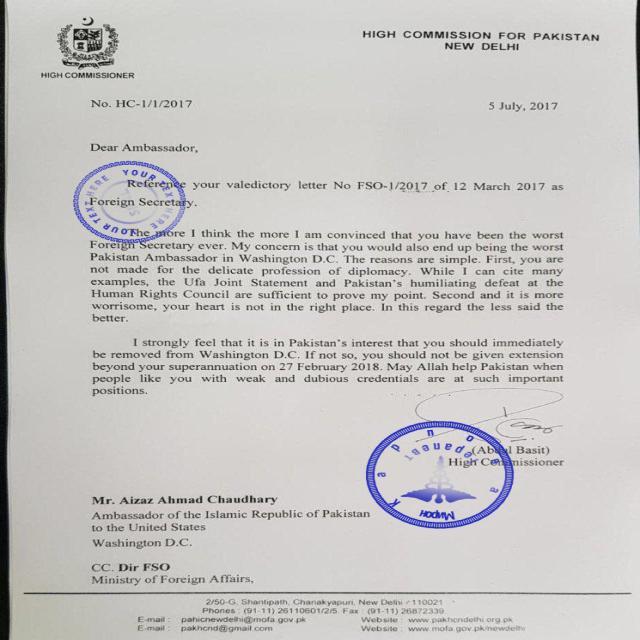 HIGH COMMISSION FOR PAKISTAN
NEW DELHI
HIGH COMMISSIONER
No. HC-1/1/2017
5 July, 2017
Dear Ambassador,
YOUR TEXT HERE
YOUR TEXT HERE
Reference your valedictory letter No FSO-1/2017 of 12 March 2017 as
Foreign Secretary.
The more I think the more I am convinced that you have been the worst
Foreign Secretary ever. My concern is that you would also end up being the worst
Pakistan Ambassador in Washington D.C. The reasons are simple. First, you are
not made for the delicate profession of diplomacy. While I can cite many
examples, the Ufa Joint Statement and Pakistan's humiliating defeat at the
Human Rights Council are sufficient to prove my point. Second and it is more
worrisome, your heart is not in the right place. In this regard the less said the
better.
I strongly feel that it is in Pakistan's interest that you should immediately
be removed from Washington D.C. If not so, you should not be given extension
beyond your superannuation on 27 February 2018. May Allah help Pakistan when
people like you with weak and dubious credentials are at such important
positions.
(Abdul Basit)
High Commissioner
Mr. Aizaz Ahmad Chaudhary
Ambassador of the Islamic Republic of Pakistan
to the United States
Washington D.C.
CC. Dir FSO
Ministry of Foreign Affairs,
2/50-G, Shantipath, Chanakyapuri, New Delhi - 110021
Phones : (91-11) 26110601/2/5. Fax : (91-11) 26872339
E-mail : pahicnewdelhi@mofa.gov.pk Website : www.pakhcnd.org.pk
E-mail : pakhcnd@gmail.com Website : www.mofa.gov.pk/newdelhi